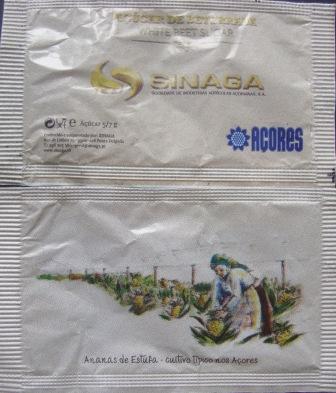 AÇÚCAR DE BETERRABA
WHITE BEET SUGAR
SINAGA
SOCIEDADE DE INDÚSTRIAS AGRÍCOLAS AÇORIANAS, S.A.
AÇÚCAR 5/7 g
AÇORES
Ananás de Estufa - cultivo típico nos Açores